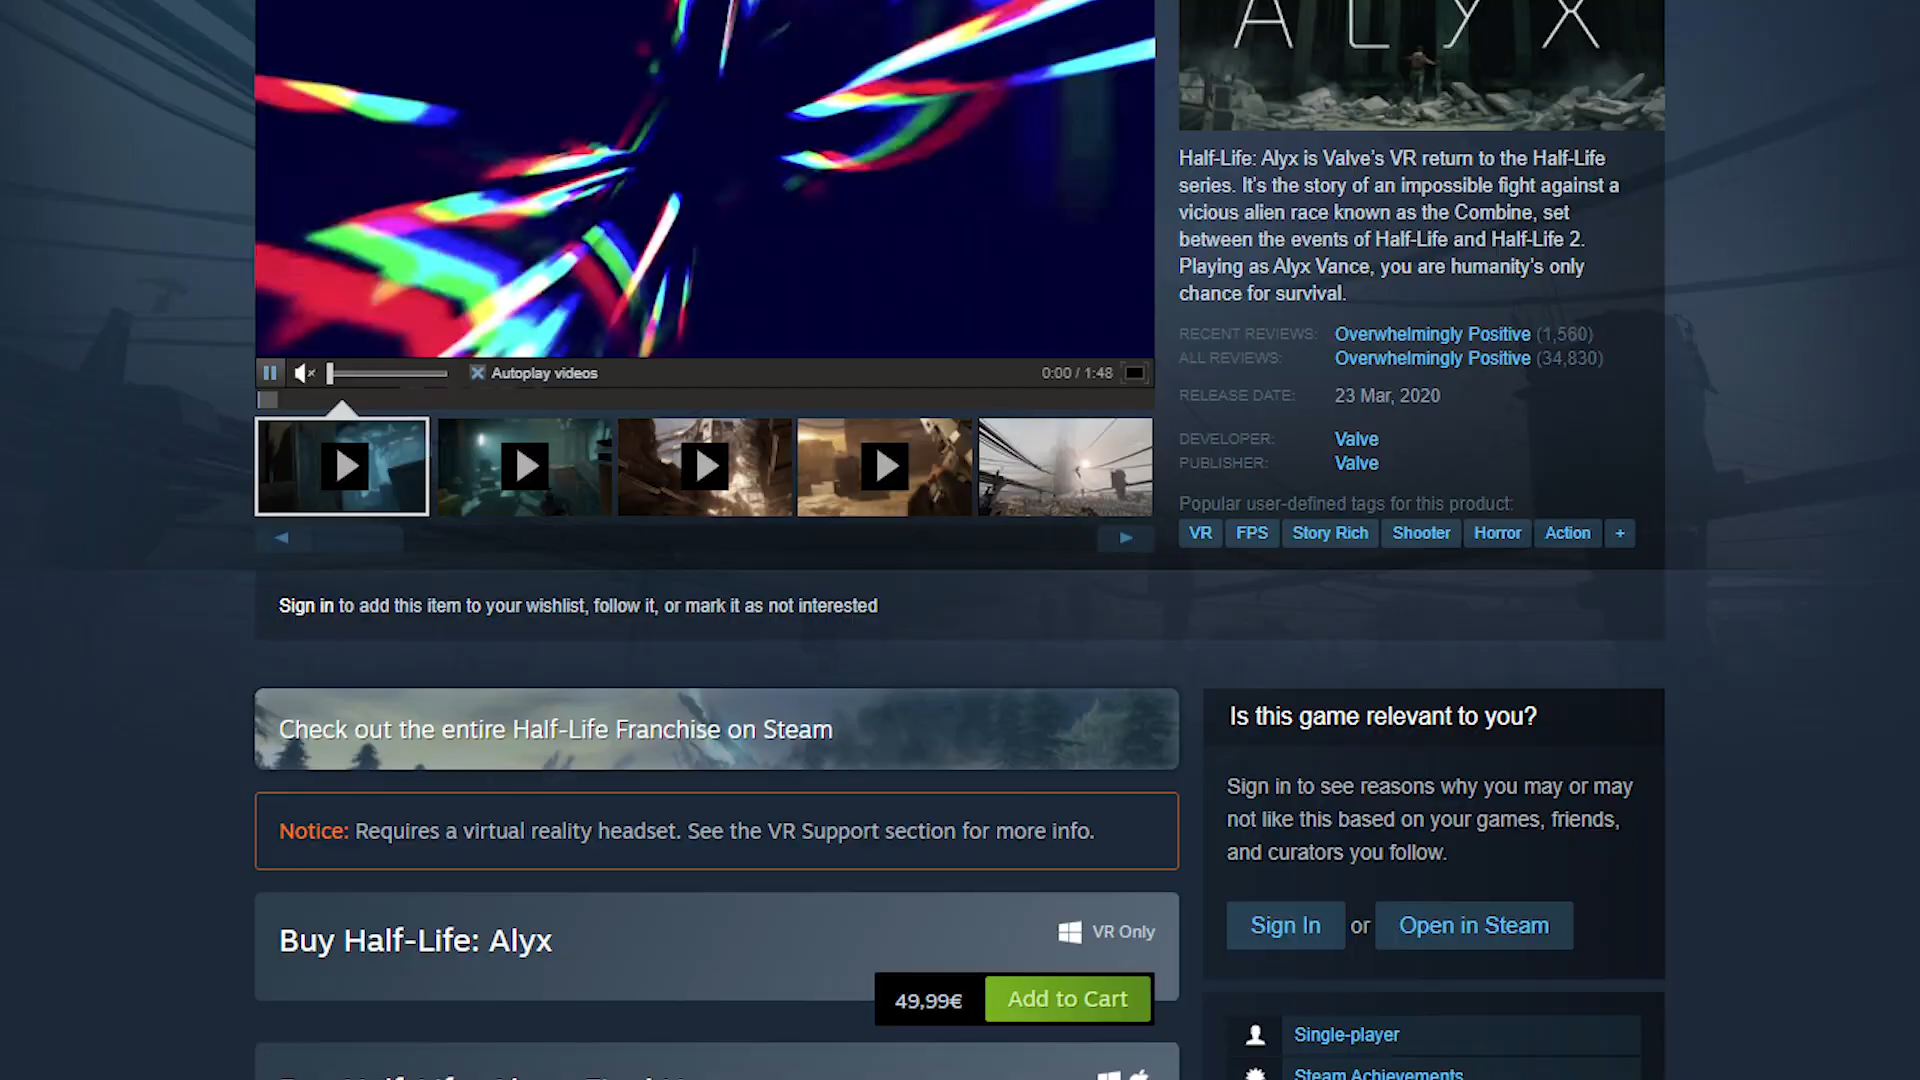 ALYX
Half-Life: Alyx is Valve's VR return to the Half-Life
series. It's the story of an impossible fight against a
vicious alien race known as the Combine, set
between the events of Half-Life and Half-Life 2.
Playing as Alyx Vance, you are humanity's only
chance for survival.
RECENT REVIEWS: Overwhelmingly Positive (1,560)
ALL REVIEWS: Overwhelmingly Positive (34,830)
RELEASE DATE: 23 Mar, 2020
DEVELOPER: Valve
PUBLISHER: Valve
Popular user-defined tags for this product:
VR FPS Story Rich Shooter Horror Action +
Autoplay videos 0:00 / 1:48
Sign in to add this item to your wishlist, follow it, or mark it as not interested
Check out the entire Half-Life Franchise on Steam
Notice: Requires a virtual reality headset. See the VR Support section for more info.
Buy Half-Life: Alyx
VR Only
49,99€ Add to Cart
Is this game relevant to you?
Sign in to see reasons why you may or may
not like this based on your games, friends,
and curators you follow.
Sign In or Open in Steam
Single-player
Steam Achievements